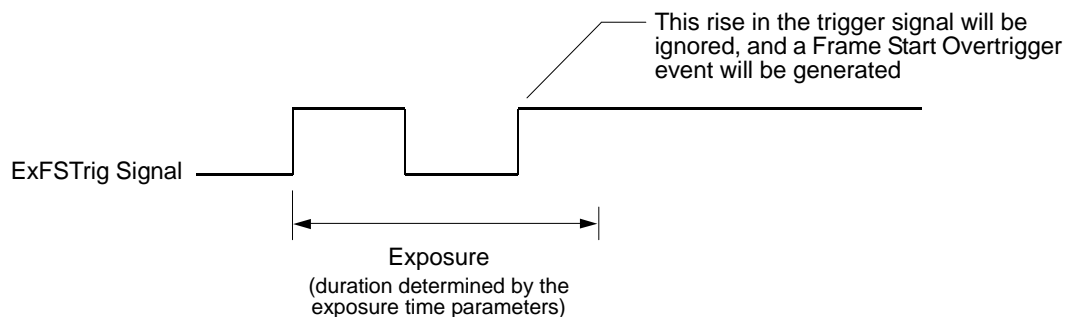 This rise in the trigger signal will be
ignored, and a Frame Start Overtrigger
event will be generated
ExFSTrig Signal
Exposure
(duration determined by the
exposure time parameters)